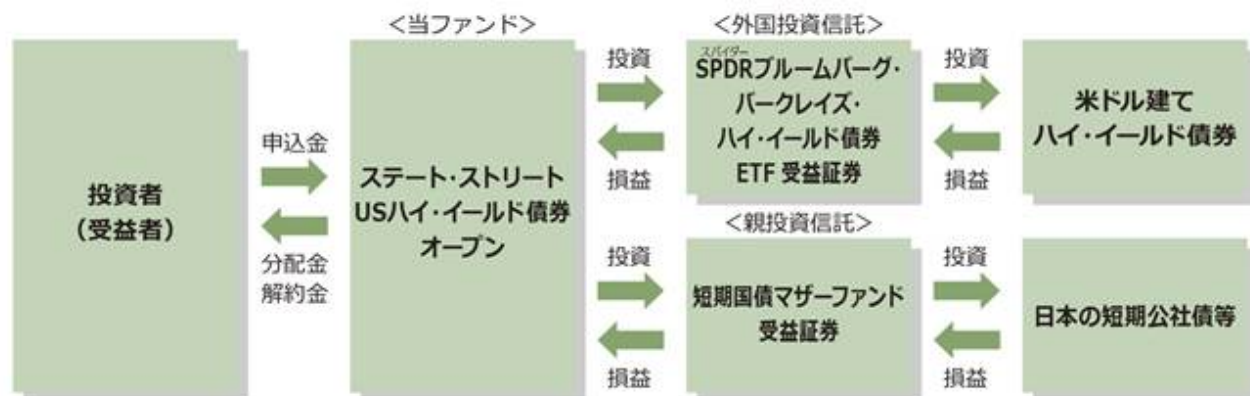 投資者
（受益者）
申込金
分配金
解約金
＜当ファンド＞
ステート・ストリート
USハイ・イールド債券
オープン
投資
損益
＜外国投資信託＞
スパイダー
SPDRブルームバーグ・
バークレイズ・
ハイ・イールド債券
ETF 受益証券
投資
損益
米ドル建て
ハイ・イールド債券
投資
損益
＜親投資信託＞
短期国債マザーファンド
受益証券
投資
損益
日本の短期公社債等